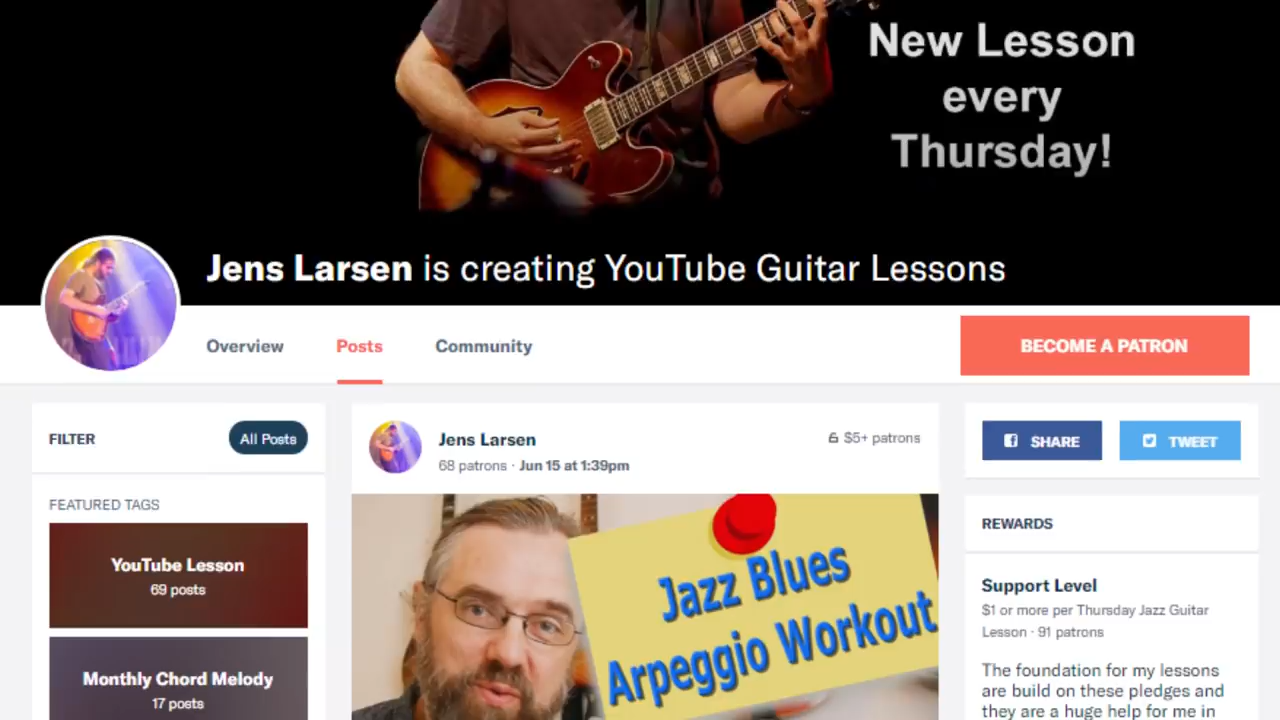 New Lesson
every
Thursday!
Jens Larsen is creating YouTube Guitar Lessons
Overview
Posts
Community
BECOME A PATRON
FILTER
All Posts
FEATURED TAGS
YouTube Lesson
69 posts
Monthly Chord Melody
17 posts
Jens Larsen
68 patrons · Jun 15 at 1:39pm
$5+ patrons
Jazz Blues
Arpeggio Workout
SHARE
TWEET
REWARDS
Support Level
$1 or more per Thursday Jazz Guitar
Lesson · 91 patrons
The foundation for my lessons
are build on these pledges and
they are a huge help for me in